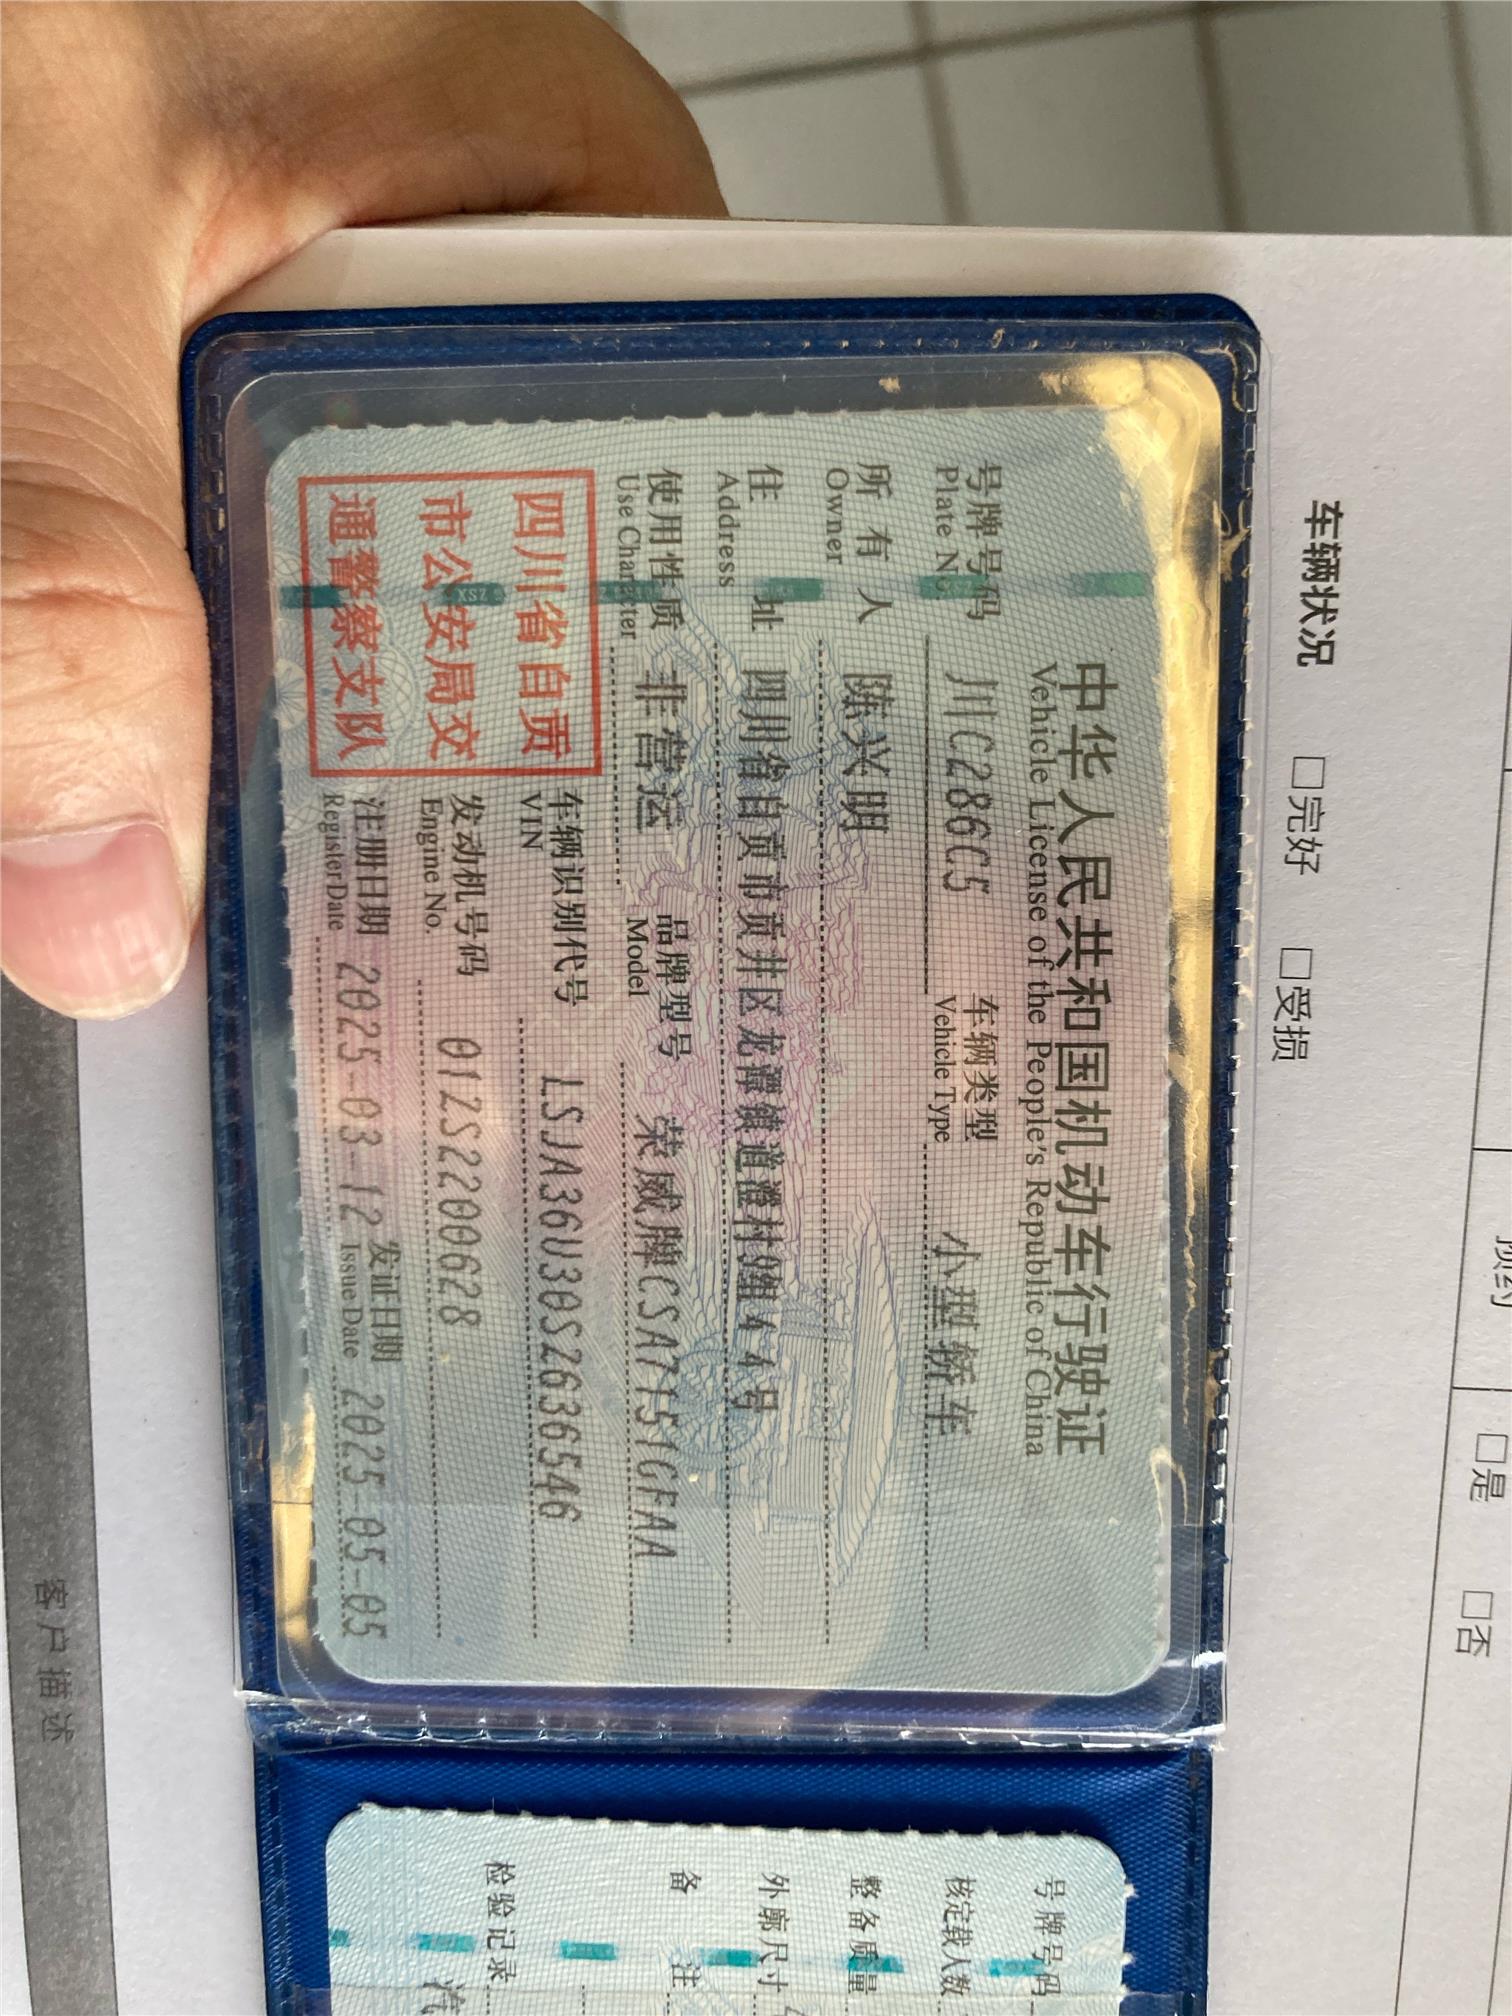 中华人民共和国机动车行驶证
Vehicle License of the People's Republic of China
号牌号码 川C286C5 车辆类型 小型轿车
Plate No. Vehicle Type
所有人 陈兴明
Owner
住址 四川省自贡市贡井区龙潭镇道澄村9组44号
Address
使用性质 非营运 品牌型号 荣威牌CSA7151GFAA
Use Character Model
四川省自贡
市公安局交
通警察支队
车辆识别代号 LSJA36U30S2636546
VIN
发动机号码 012S2200628
Engine No.
注册日期 2025-03-12 发证日期 2025-05-05
Register Date Issue Date
号牌号码
核定载人数
整备质量
外廓尺寸
备注
检验记录
车辆状况 □完好 □受损
预约 □是 □否
客户描述